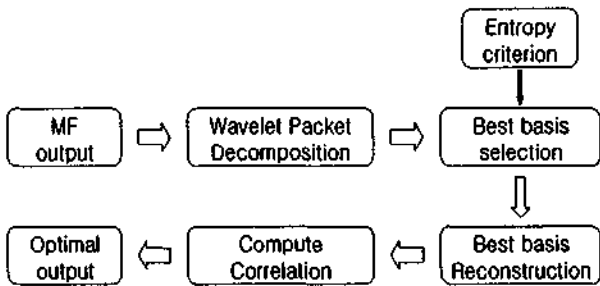 Entropy
criterion
MF
output
Wavelet Packet
Decomposition
Best basis
selection
Optimal
output
Compute
Correlation
Best basis
Reconstruction